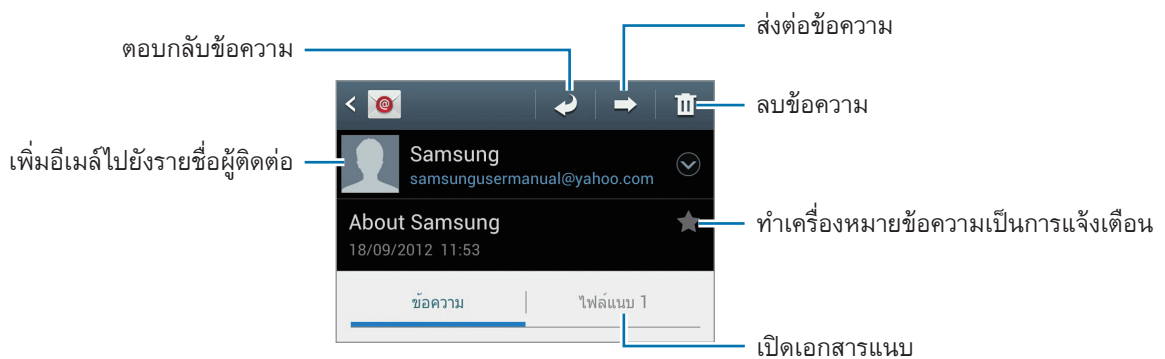 ส่งต่อข้อความ
ตอบกลับข้อความ
ลบข้อความ
เพิ่มอีเมล์ไปยังรายชื่อผู้ติดต่อ
Samsung
samsungusermanual@yahoo.com
About Samsung
ทำเครื่องหมายข้อความเป็นการแจ้งเตือน
18/09/2012 11:53
ข้อความ
ไฟล์แนบ 1
เปิดเอกสารแนบ